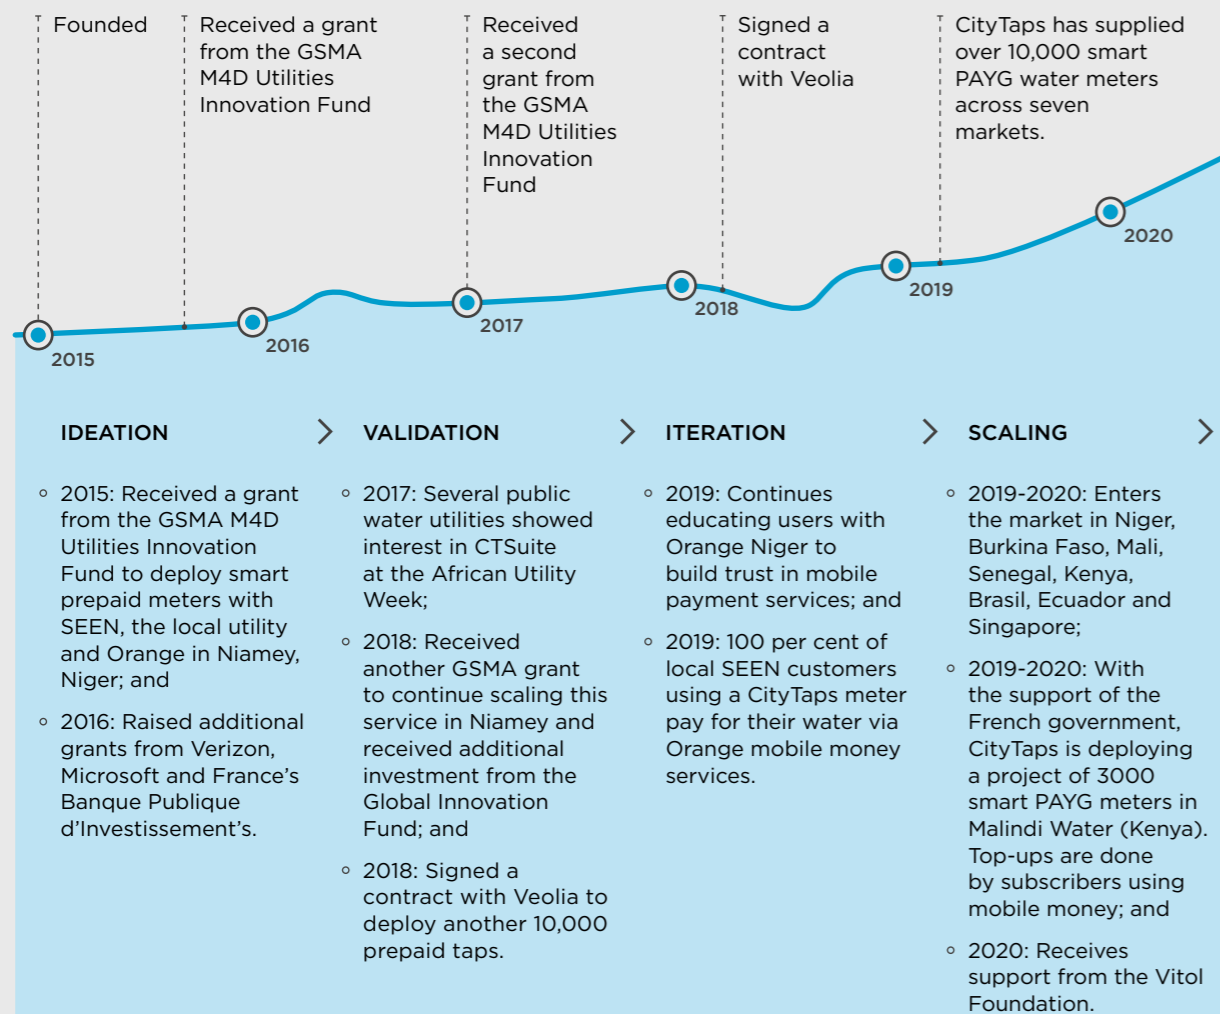 Founded
Received a grant
from the GSMA
M4D Utilities
Innovation Fund
Received
a second
grant from
the GSMA
M4D Utilities
Innovation
Fund
Signed a
contract
with Veolia
CityTaps has supplied
over 10,000 smart
PAYG water meters
across seven
markets.
2015
2016
2017
2018
2019
2020
IDEATION
2015: Received a grant
from the GSMA M4D
Utilities Innovation
Fund to deploy smart
prepaid meters with
SEEN, the local utility
and Orange in Niamey,
Niger; and
2016: Raised additional
grants from Verizon,
Microsoft and France’s
Banque Publique
d’Investissement’s.
VALIDATION
2017: Several public
water utilities showed
interest in CTSuite
at the African Utility
Week;
2018: Received
another GSMA grant
to continue scaling this
service in Niamey and
received additional
investment from the
Global Innovation
Fund; and
2018: Signed a
contract with Veolia to
deploy another 10,000
prepaid taps.
ITERATION
2019: Continues
educating users with
Orange Niger to
build trust in mobile
payment services; and
2019: 100 per cent of
local SEEN customers
using a CityTaps meter
pay for their water via
Orange mobile money
services.
SCALING
2019-2020: Enters
the market in Niger,
Burkina Faso, Mali,
Senegal, Kenya,
Brasil, Ecuador and
Singapore;
2019-2020: With
the support of the
French government,
CityTaps is deploying
a project of 3000
smart PAYG meters in
Malindi Water (Kenya).
Top-ups are done
by subscribers using
mobile money; and
2020: Receives
support from the Vitol
Foundation.